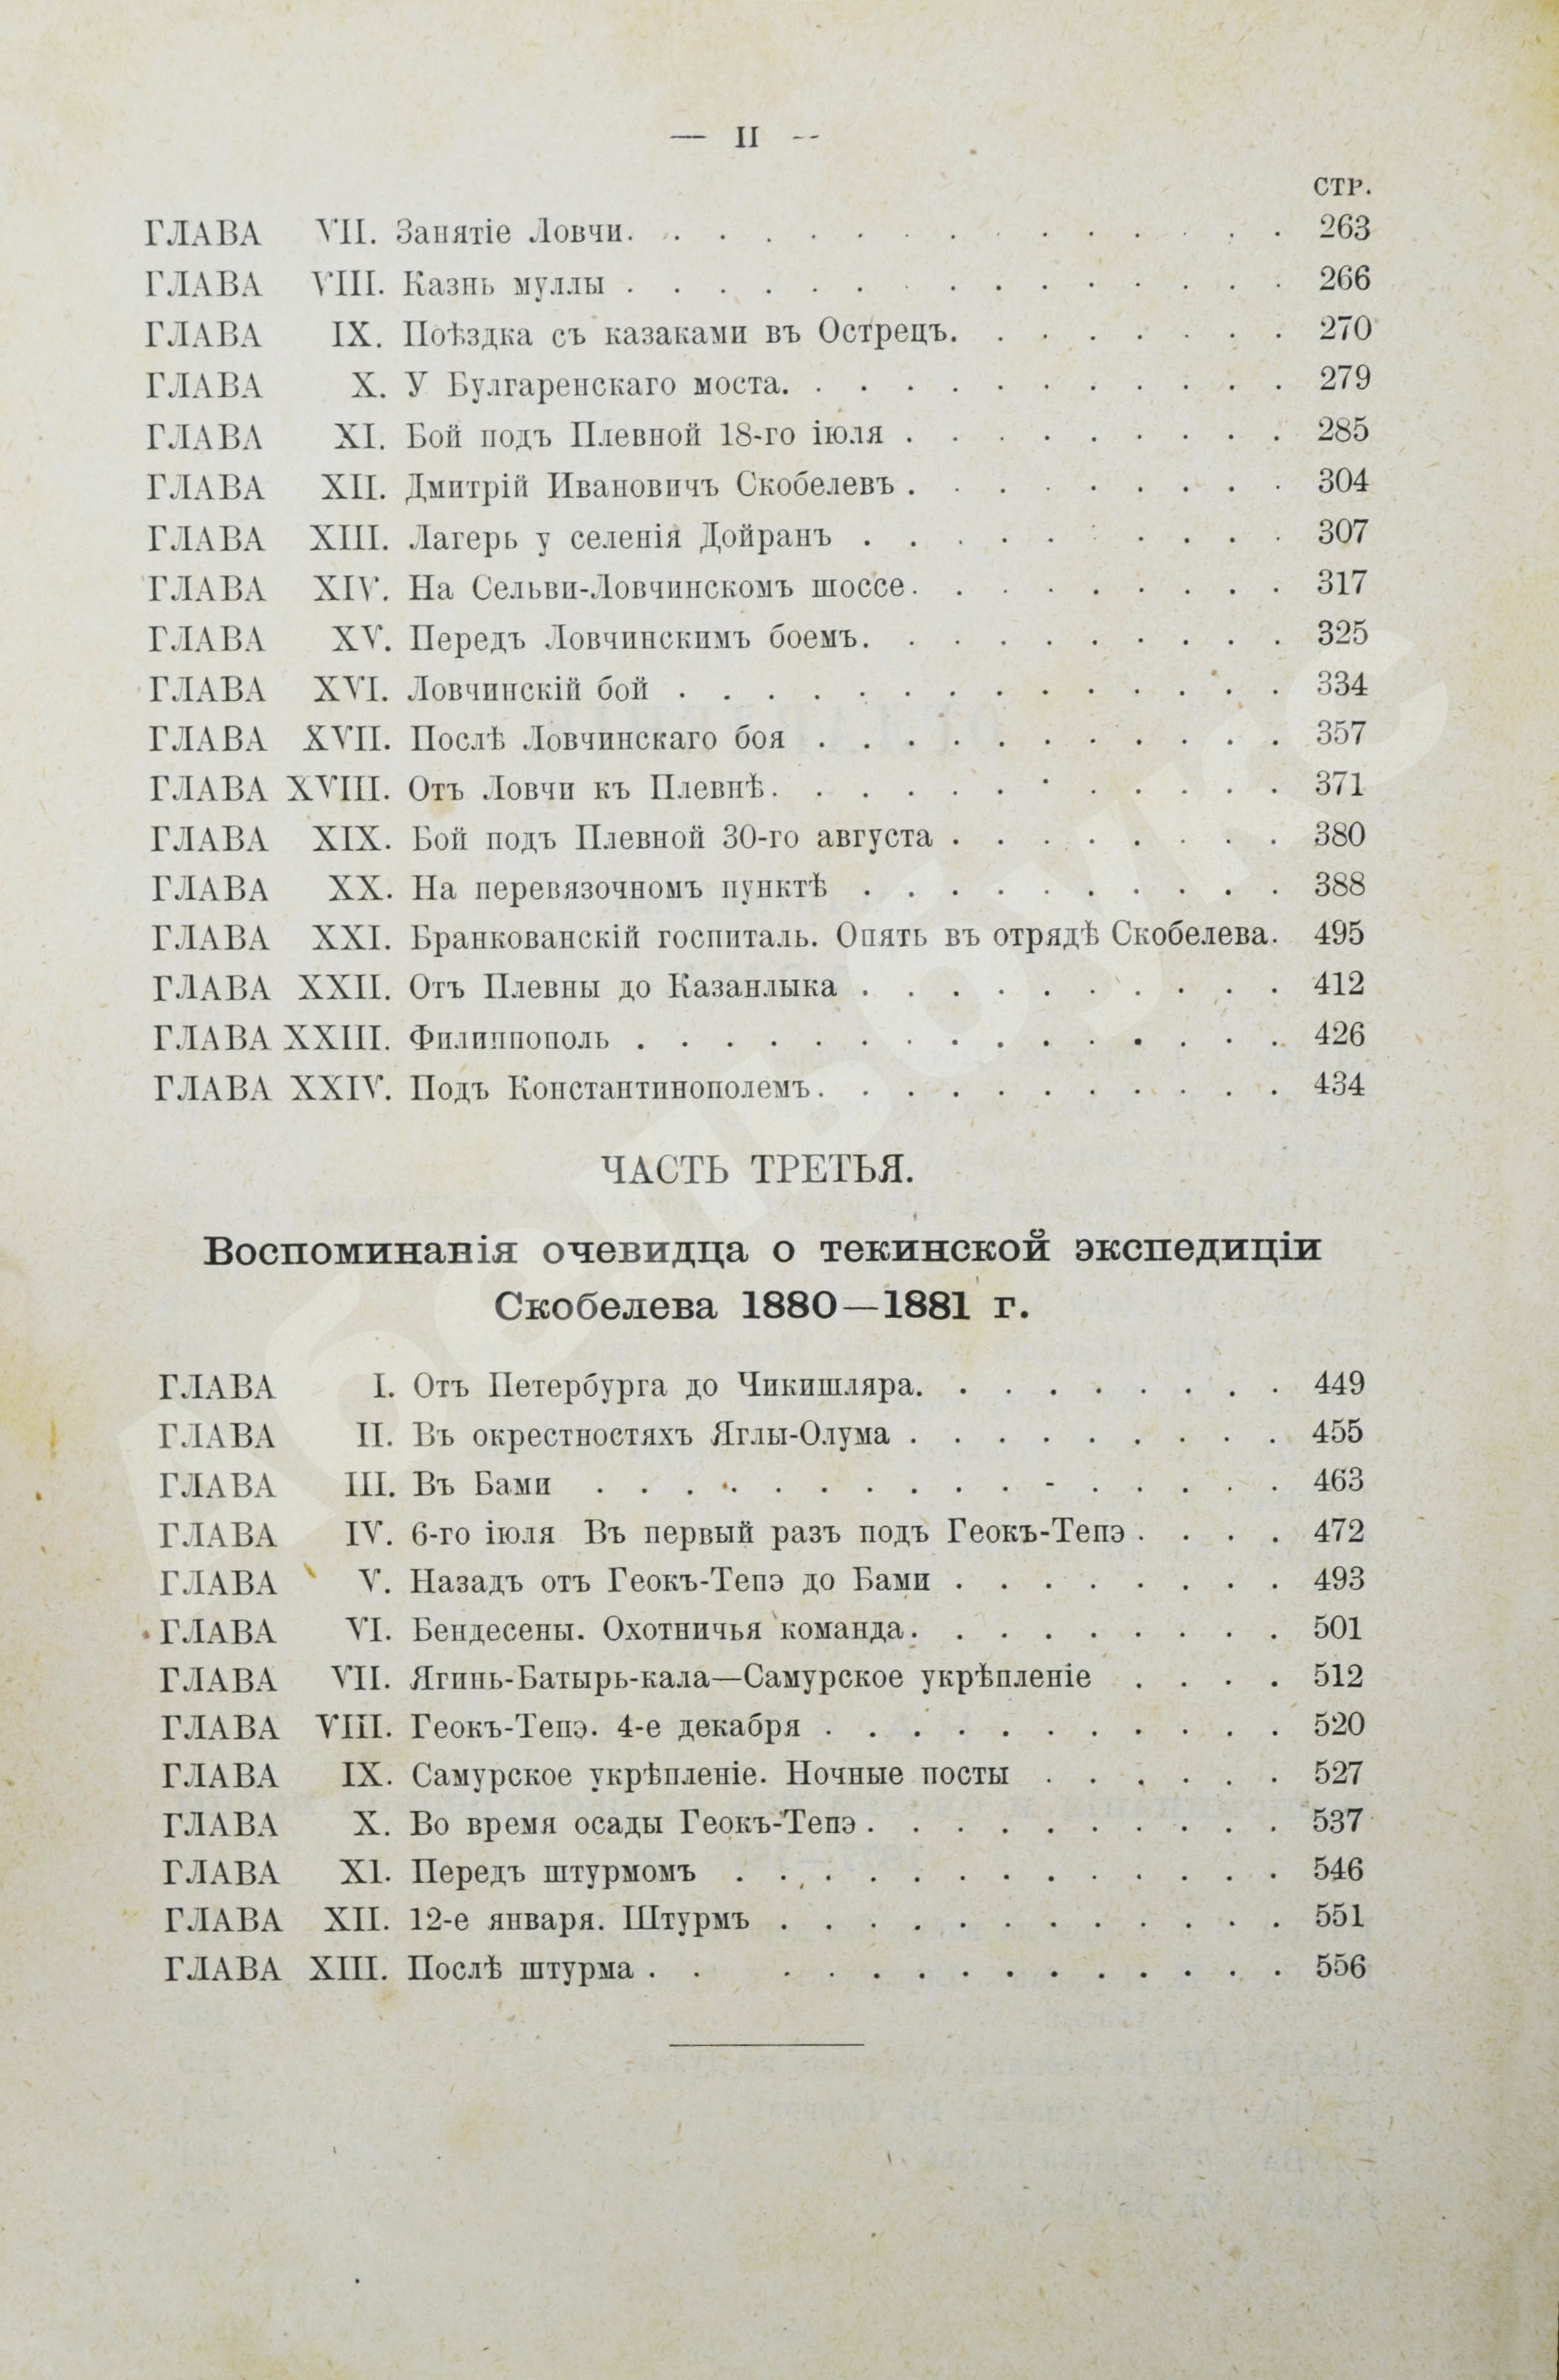 — II —
СТР.
ГЛАВА VII. Занятіе Ловчи. 263
ГЛАВА VIII. Казнь муллы . 266
ГЛАВА IX. Поѣздка съ казаками въ Острецъ. 270
ГЛАВА X. У Булгаренскаго моста. 279
ГЛАВА XI. Бой подъ Плевной 18-го іюля . 285
ГЛАВА XII. Дмитрій Ивановичъ Скобелевъ . 304
ГЛАВА XIII. Лагерь у селенія Дойранъ . 307
ГЛАВА XIV. На Сельви-Ловчинскомъ шоссе. 317
ГЛАВА XV. Передъ Ловчинскимъ боемъ. 325
ГЛАВА XVI. Ловчинскій бой . 334
ГЛАВА XVII. Послѣ Ловчинскаго боя . 357
ГЛАВА XVIII. Отъ Ловчи къ Плевнѣ. 371
ГЛАВА XIX. Бой подъ Плевной 30-го августа . 380
ГЛАВА XX. На перевязочномъ пунктѣ . 388
ГЛАВА XXI. Бранкованскій госпиталь. Опять въ отрядѣ Скобелева. 495
ГЛАВА XXII. Отъ Плевны до Казанлыка . 412
ГЛАВА XXIII. Филиппополь . 426
ГЛАВА XXIV. Подъ Константинополемъ. 434
ЧАСТЬ ТРЕТЬЯ.
Воспоминанія очевидца о текинской экспедиціи
Скобелева 1880—1881 г.
ГЛАВА I. Отъ Петербурга до Чикишляра. 449
ГЛАВА II. Въ окрестностяхъ Яглы-Олума . 455
ГЛАВА III. Въ Бами . 463
ГЛАВА IV. 6-го іюля Въ первый разъ подъ Геокъ-Тепэ . 472
ГЛАВА V. Назадъ отъ Геокъ-Тепэ до Бами . 493
ГЛАВА VI. Бендесены. Охотничья команда. 501
ГЛАВА VII. Ягинь-Батырь-кала—Самурское укрѣпленіе . 512
ГЛАВА VIII. Геокъ-Тепэ. 4-е декабря . 520
ГЛАВА IX. Самурское укрѣпленіе. Ночные посты . 527
ГЛАВА X. Во время осады Геокъ-Тепэ . 537
ГЛАВА XI. Передъ штурмомъ . 546
ГЛАВА XII. 12-е января. Штурмъ . 551
ГЛАВА XIII. Послѣ штурма . 556